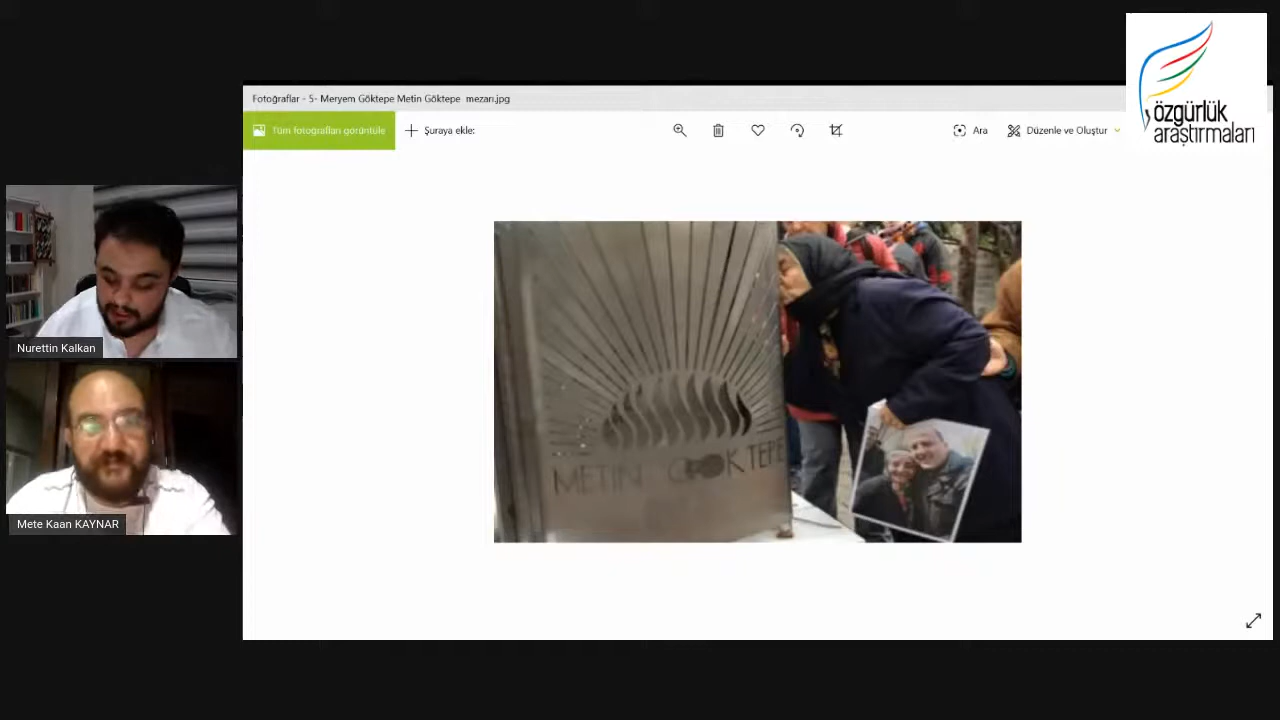 özgürlük
araştırmaları
Fotoğraflar - 5- Meryem Göktepe Metin Göktepe mezarı.jpg
Tüm fotoğrafları görüntüle
Şuraya ekle:
Ara
Düzenle ve Oluştur
METİN GÖKTEPE
Nurettin Kalkan
Mete Kaan KAYNAR